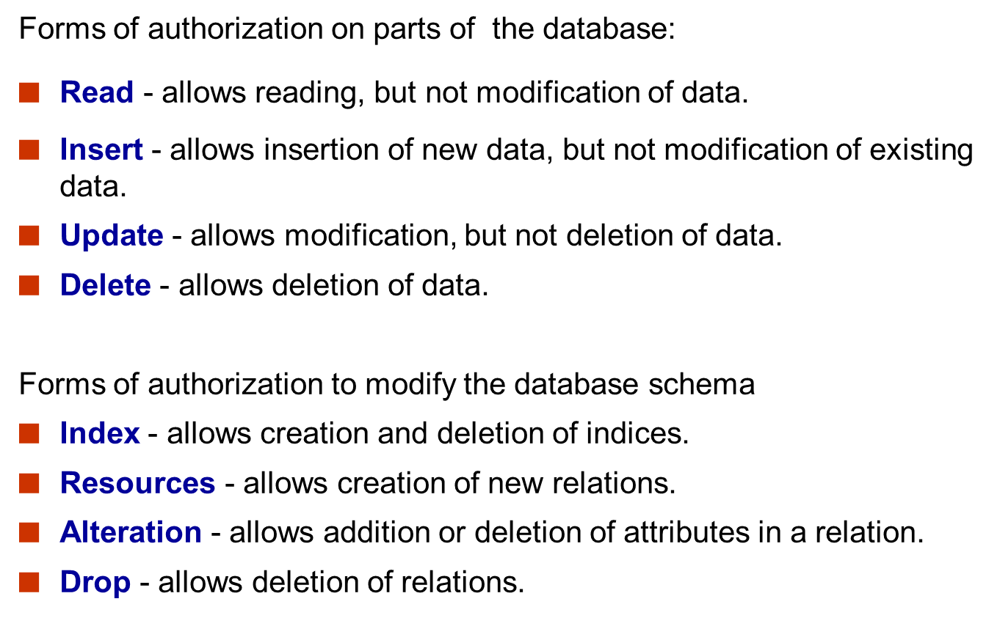 Forms of authorization on parts of  the database:
Read - allows reading, but not modification of data.
Insert - allows insertion of new data, but not modification of existing
data.
Update - allows modification, but not deletion of data.
Delete - allows deletion of data.
Forms of authorization to modify the database schema
Index - allows creation and deletion of indices.
Resources - allows creation of new relations.
Alteration - allows addition or deletion of attributes in a relation.
Drop - allows deletion of relations.